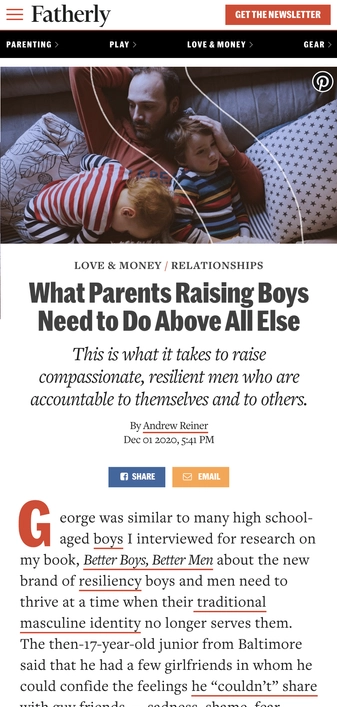 Fatherly
GET THE NEWSLETTER
PARENTING
PLAY
LOVE & MONEY
GEAR
LOVE & MONEY / RELATIONSHIPS
What Parents Raising Boys
Need to Do Above All Else
This is what it takes to raise
compassionate, resilient men who are
accountable to themselves and to others.
By Andrew Reiner
Dec 01 2020, 5:41 PM
SHARE
EMAIL
George was similar to many high school-
aged boys I interviewed for research on
my book, Better Boys, Better Men about the new
brand of resiliency boys and men need to
thrive at a time when their traditional
masculine identity no longer serves them.
The then-17-year-old junior from Baltimore
said that he had a few girlfriends in whom he
could confide the feelings he “couldn’t” share
with guy friends — sadness, shame, fear